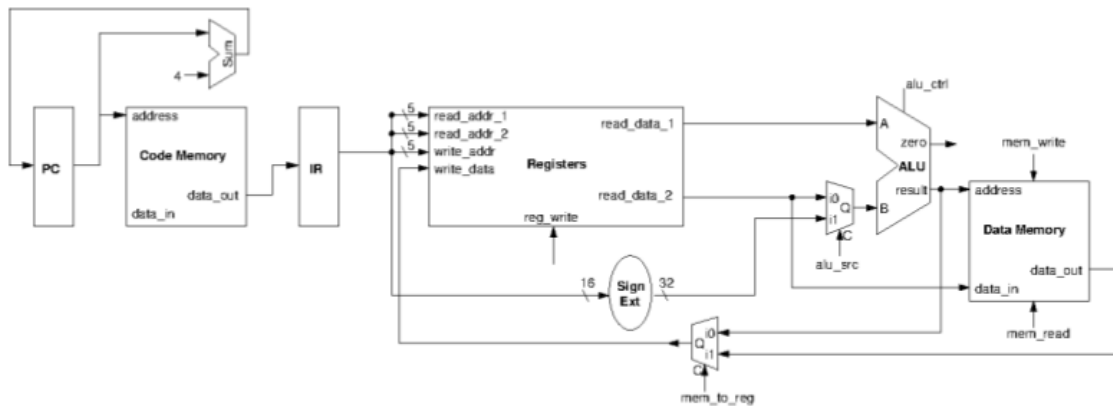 Sum
4
PC
address
Code Memory
data_out
data_in
IR
5
5
5
read_addr_1
read_addr_2
write_addr
write_data
Registers
read_data_1
read_data_2
reg_write
16
Sign
Ext
32
i0
i1
Q
C
alu_src
alu_ctrl
A
B
zero
ALU
result
mem_write
address
Data Memory
data_out
data_in
mem_read
i0
i1
Q
C
mem_to_reg